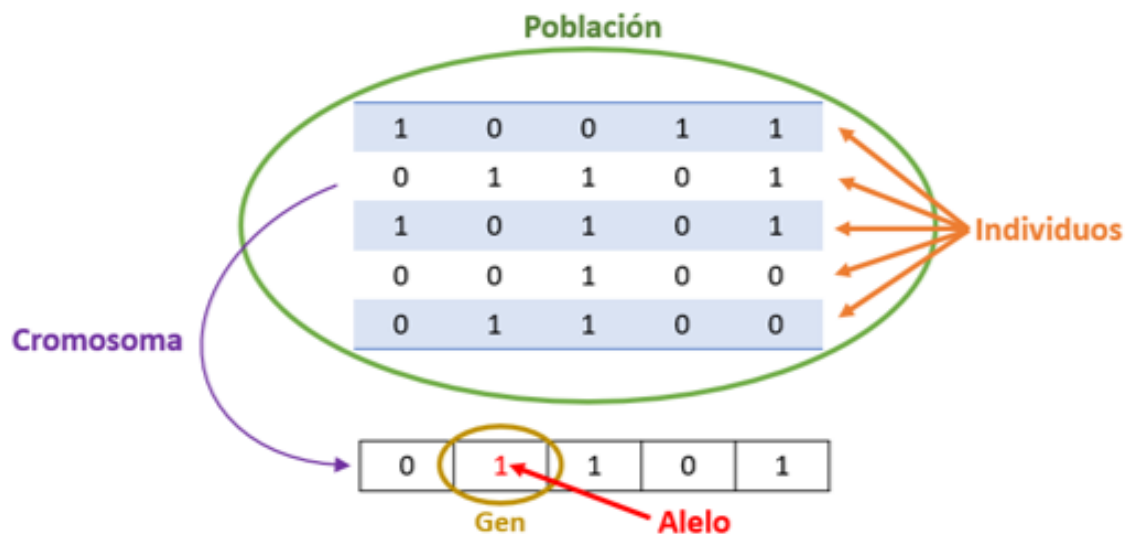 Población
1 0 0 1 1
0 1 1 0 1
1 0 1 0 1
Individuos
0 0 1 0 0
0 1 1 0 0
Cromosoma
0 1 1 0 1
Gen
Alelo